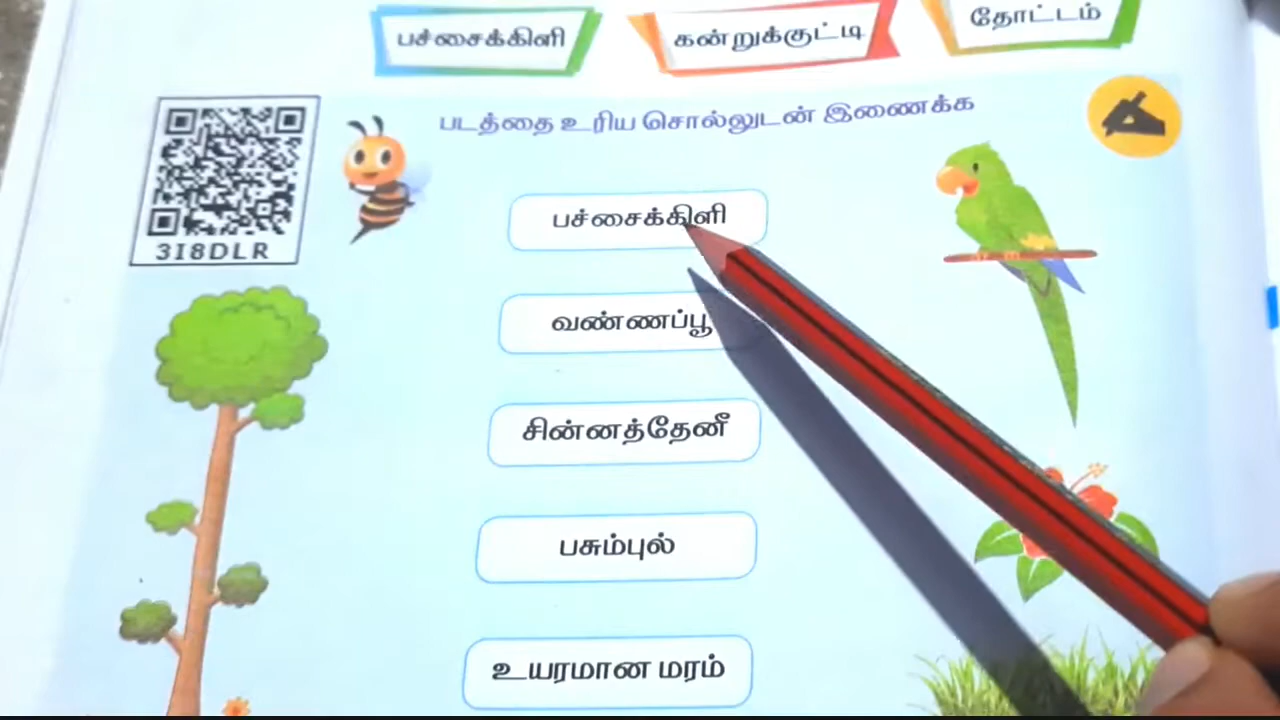 பச்சைக்கிளி கன்றுக்குட்டி தோட்டம்
படத்தை உரிய சொல்லுடன் இணைக்க
3I8DLR
பச்சைக்கிளி
வண்ணப்பூ
சின்னத்தேனீ
பசும்புல்
உயரமான மரம்